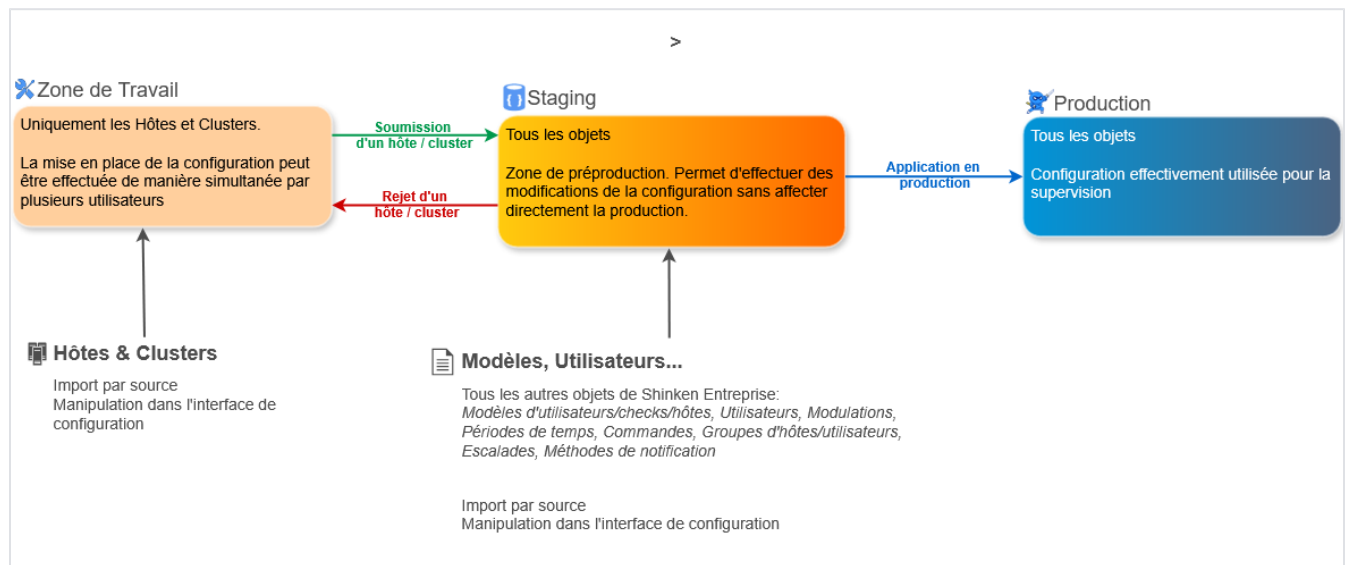 >
Zone de Travail
Uniquement les Hôtes et Clusters.
La mise en place de la configuration peut
être effectuée de manière simultanée par
plusieurs utilisateurs
Soumission
d'un hôte / cluster
Rejet d'un
hôte / cluster
Staging
Tous les objets
Zone de préproduction. Permet d'effectuer des
modifications de la configuration sans affecter
directement la production.
Application en
production
Production
Tous les objets
Configuration effectivement utilisée pour la
supervision
Hôtes & Clusters
Import par source
Manipulation dans l'interface de
configuration
Modèles, Utilisateurs...
Tous les autres objets de Shinken Entreprise:
Modèles d'utilisateurs/checks/hôtes, Utilisateurs, Modulations,
Périodes de temps, Commandes, Groupes d'hôtes/utilisateurs,
Escalades, Méthodes de notification
Import par source
Manipulation dans l'interface de configuration